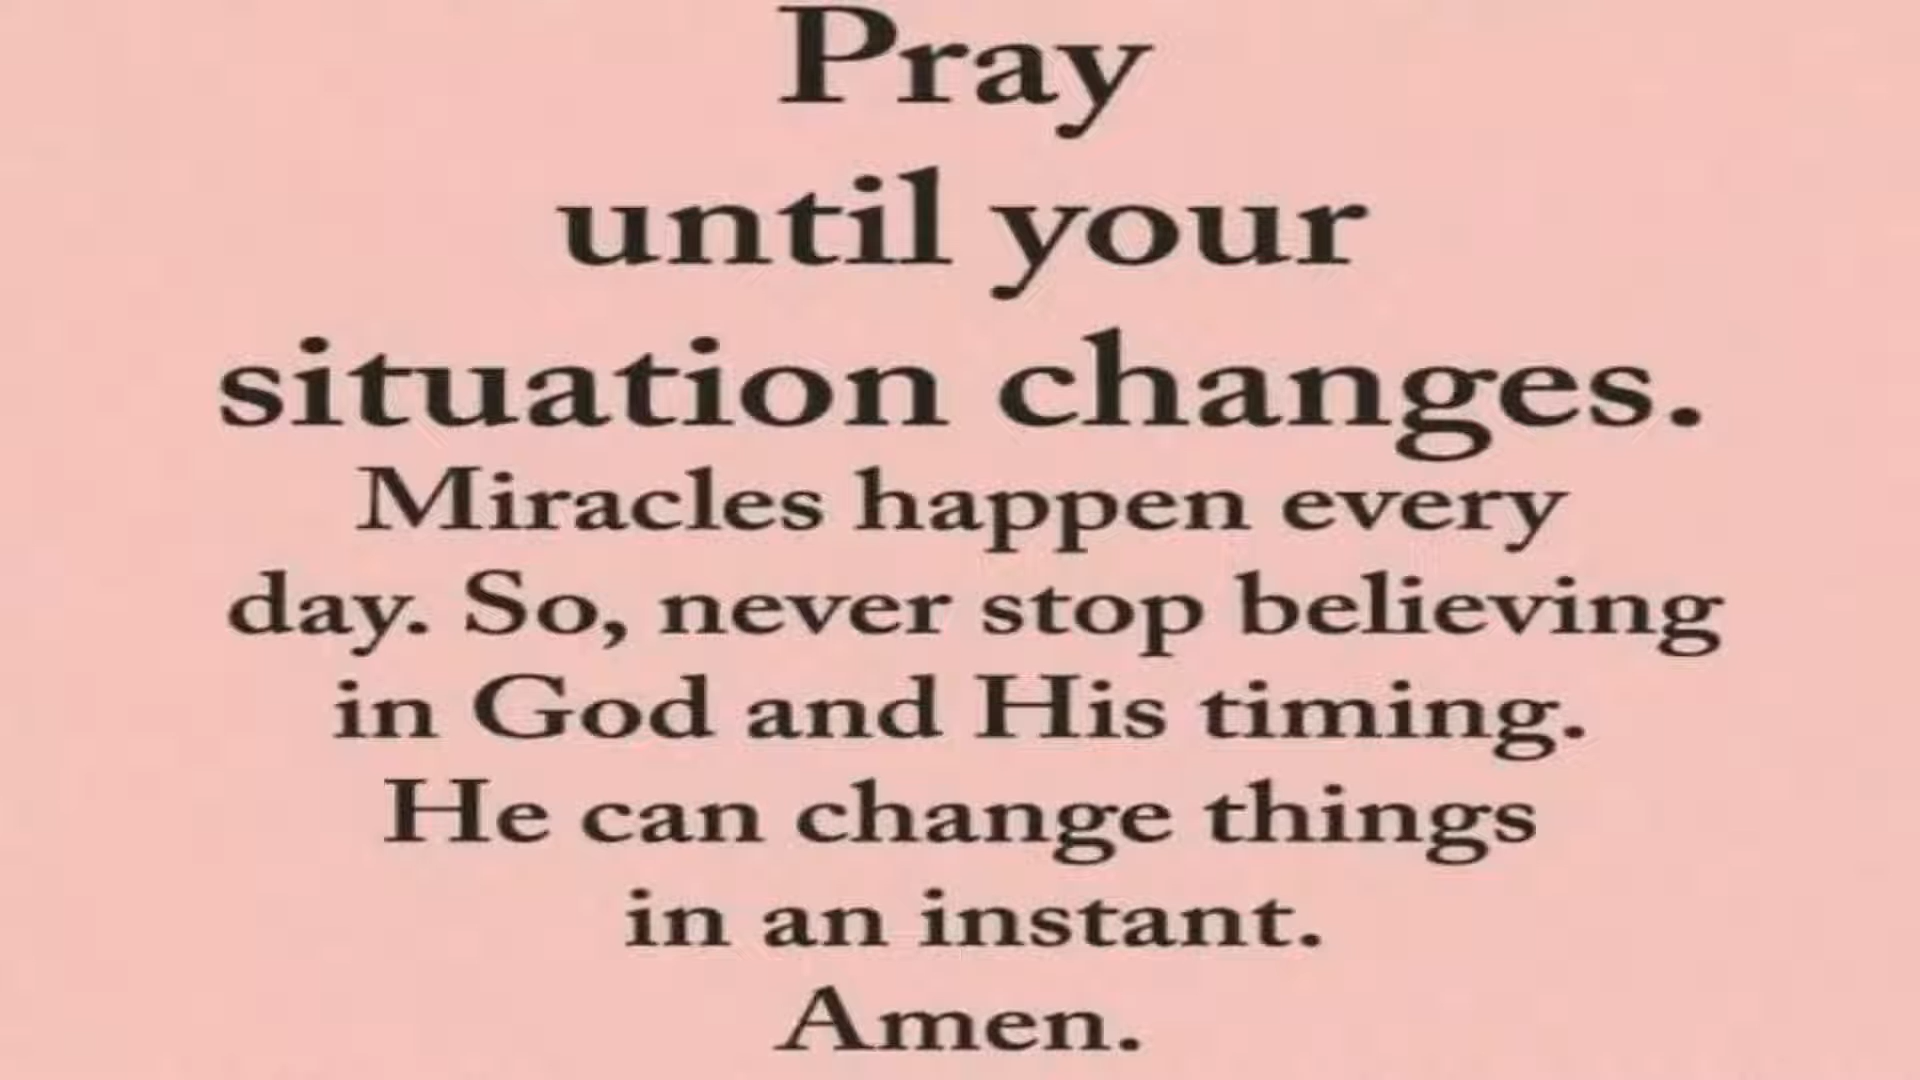 Pray
until your
situation changes.
Miracles happen every
day. So, never stop believing
in God and His timing.
He can change things
in an instant.
Amen.